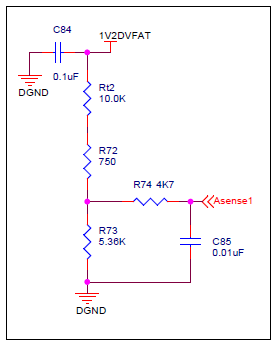 C84
1V2DVFAT
0.1uF
DGND
Rt2
10.0K
R72
750
R74 4K7
Asense1
R73
5.36K
C85
0.01uF
DGND